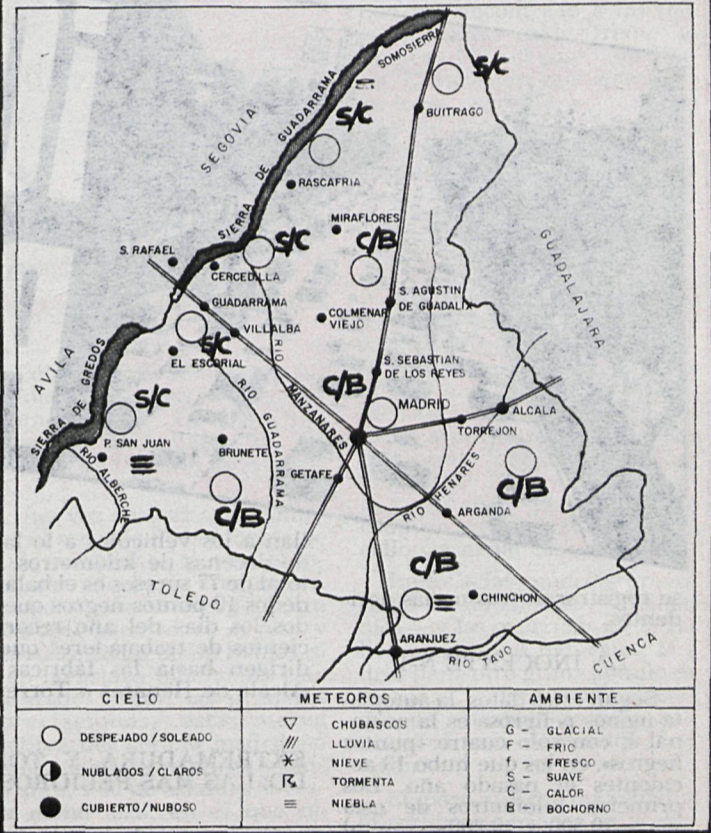 SOMOSIERRA
S/C
BUITRAGO
SIERRA DE GUADARRAMA
SEGOVIA
S/C
RASCAFRIA
MIRAFLORES
S/C
C/B
S. RAFAEL
CERCEDILLA
GUADALAJARA
GUADARRAMA
S. AGUSTIN
DE GUADALIX
COLMENAR
VIEJO
VILLALBA
S/C
EL ESCORIAL
RIO MANZANARES
S. SEBASTIAN
DE LOS REYES
AVILA
SIERRA DE GREDOS
C/B
S/C
RIO GUADARRAMA
MADRID
ALCALA
TORREJON
P. SAN JUAN
BRUNETE
RIO ALBERCHE
GETAFE
RIO HENARES
C/B
C/B
ARGANDA
C/B
TOLEDO
CHINCHON
ARANJUEZ
RIO TAJO
CUENCA
CIELO
DESPEJADO / SOLEADO
NUBLADOS / CLAROS
CUBIERTO / NUBOSO
METEOROS
CHUBASCOS
LLUVIA
NIEVE
TORMENTA
NIEBLA
AMBIENTE
G - GLACIAL
F - FRIO
f - FRESCO
S - SUAVE
C - CALOR
B - BOCHORNO